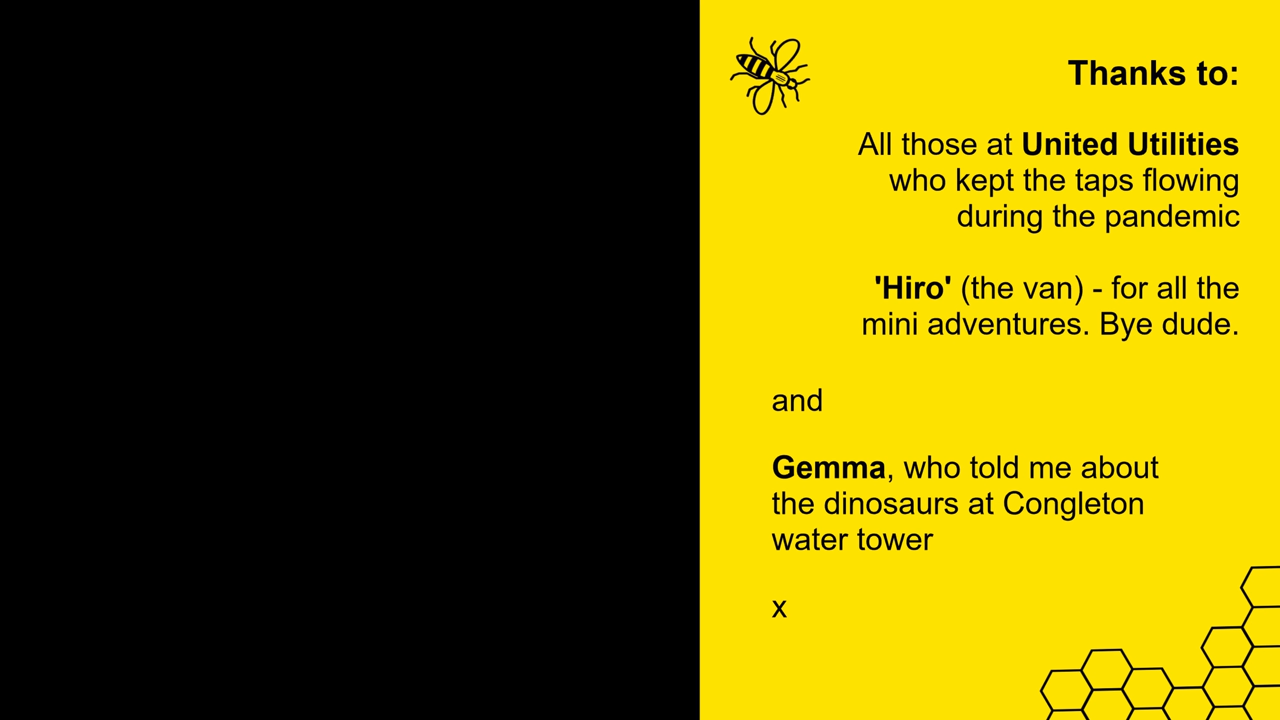 Thanks to:
All those at United Utilities
who kept the taps flowing
during the pandemic
'Hiro' (the van) - for all the
mini adventures. Bye dude.
and
Gemma, who told me about
the dinosaurs at Congleton
water tower
x